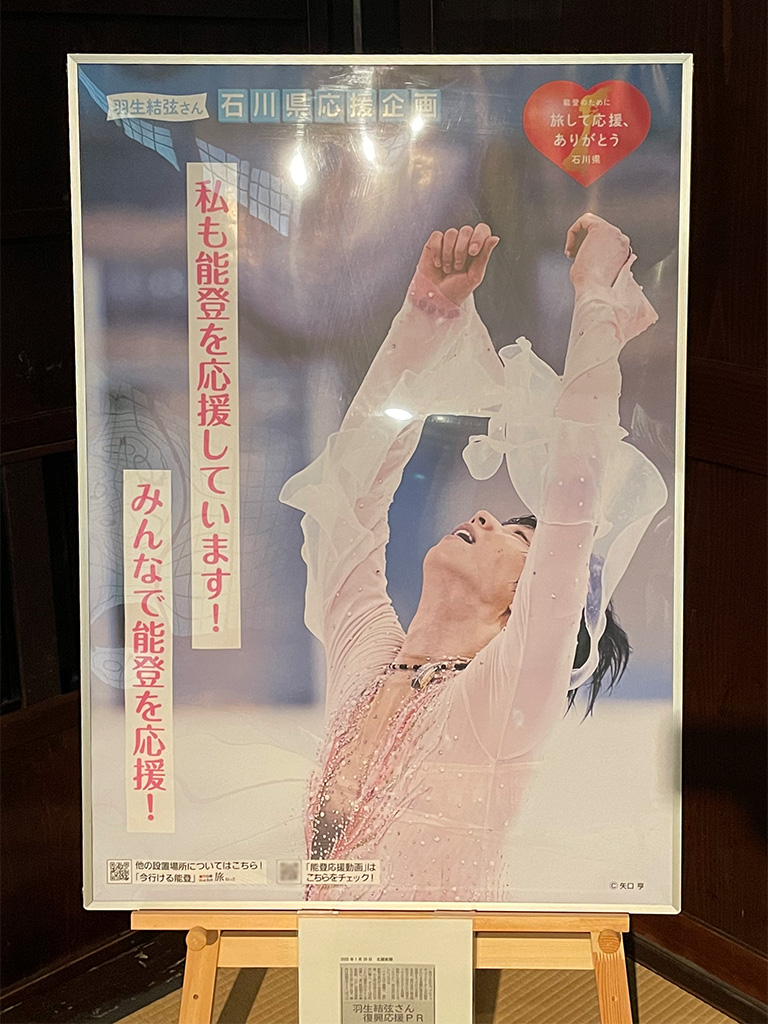 羽生結弦さん
石川県応援企画
能登のために
旅して応援、
ありがとう
石川県
私も能登を応援しています!
みんなで能登を応援!
他の設置場所についてはこちら!
「今行ける能登」
旅
「能登応援動画」は
こちらをチェック!
© 矢口 亨
北國新聞
羽生結弦さん
復興応援PR